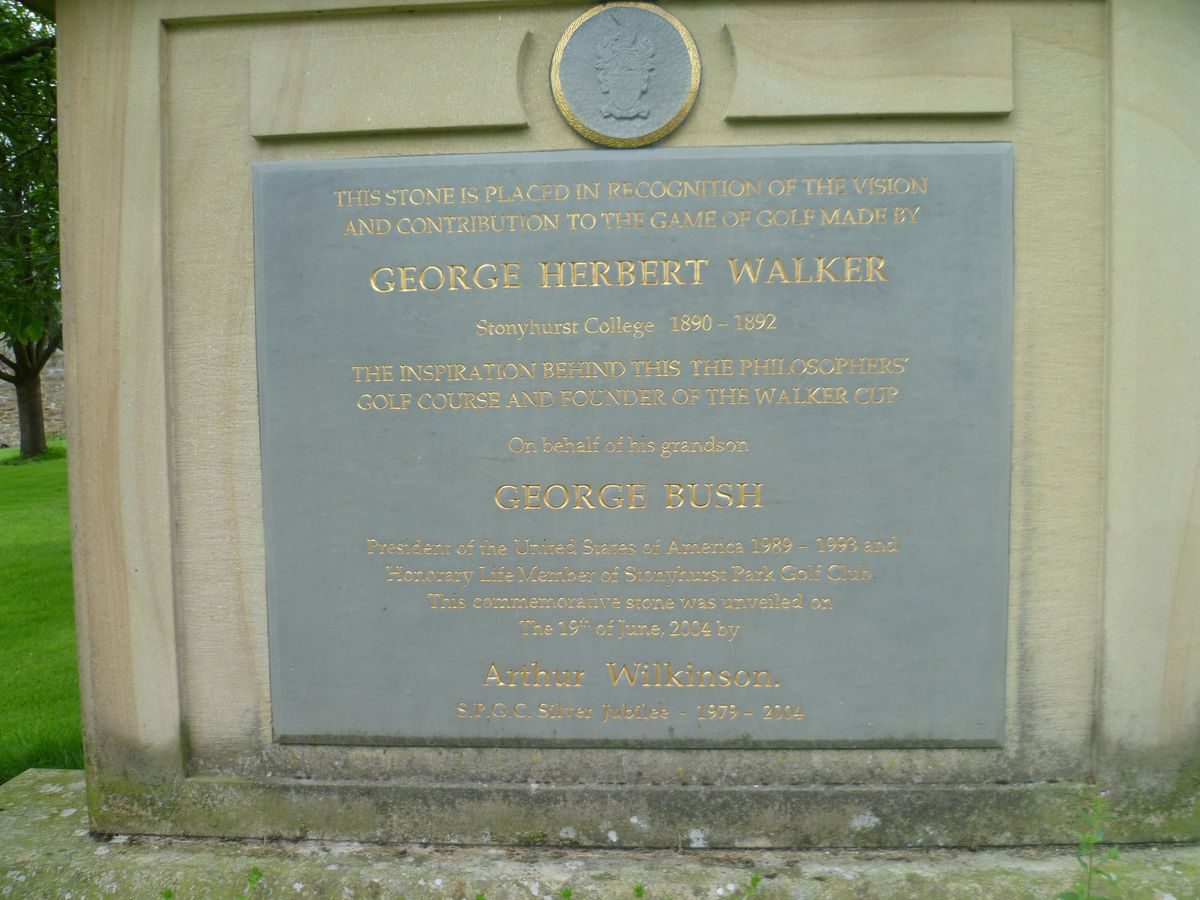 THIS STONE IS PLACED IN RECOGNITION OF THE VISION
AND CONTRIBUTION TO THE GAME OF GOLF MADE BY
GEORGE HERBERT WALKER
Stonyhurst College 1890 – 1892
THE INSPIRATION BEHIND THIS THE PHILOSOPHERS'
GOLF COURSE AND FOUNDER OF THE WALKER CUP.
On behalf of his grandson
GEORGE BUSH
President of the United States of America 1989 – 1993 and
Honorary Life Member of Stonyhurst Park Golf Club.
This commemorative stone was unveiled on
The 19th of June, 2004 by
Arthur Wilkinson.
S.P.G.C. Silver Jubilee - 1979 – 2004